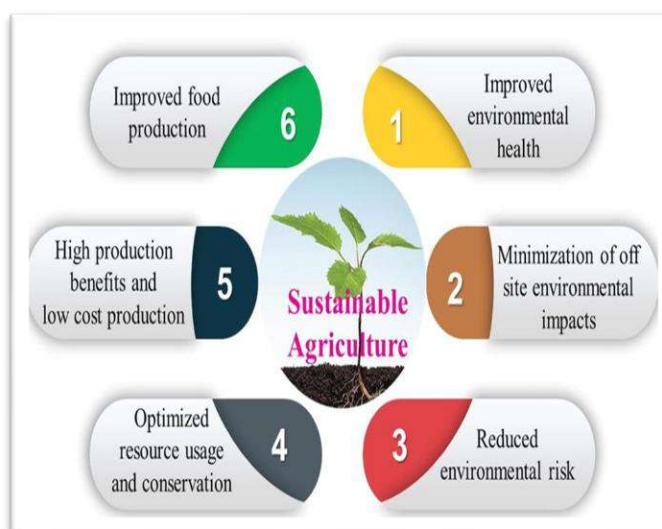 Improved food
production
6
1
Improved
environmental
health
High production
benefits and
low cost production
5
Sustainable
Agriculture
2
Minimization of off
site environmental
impacts
Optimized
resource usage
and conservation
4
3
Reduced
environmental risk